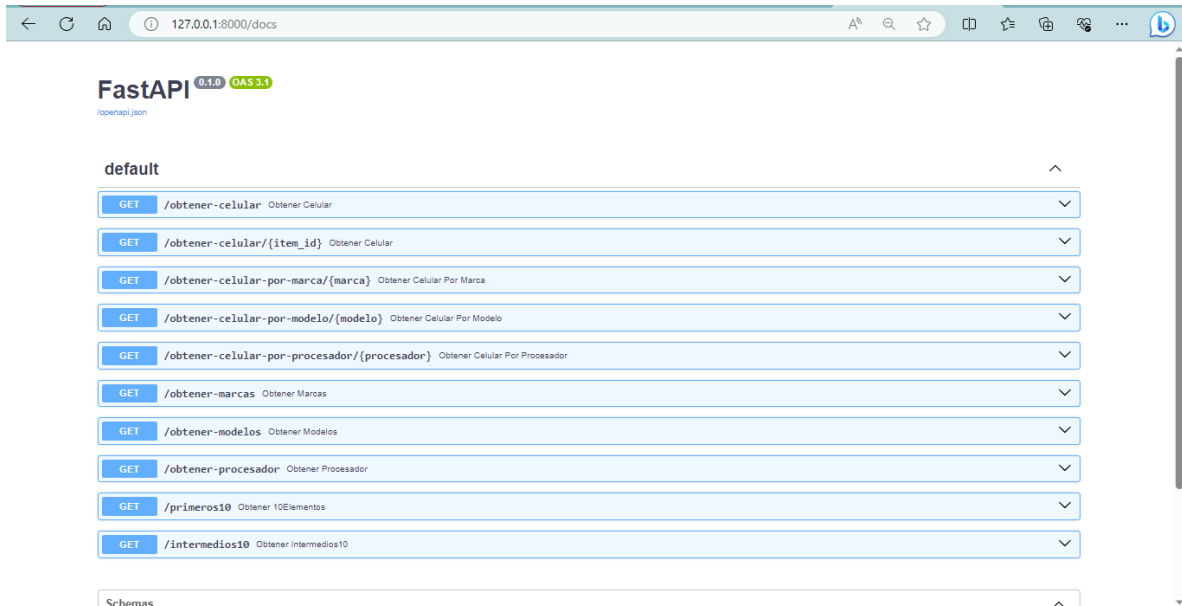 127.0.0.1:8000/docs
FastAPI 0.1.0 OAS 3.1
/openapi.json
default
GET /obtener-celular Obtener Celular
GET /obtener-celular/{item_id} Obtener Celular
GET /obtener-celular-por-marca/{marca} Obtener Celular Por Marca
GET /obtener-celular-por-modelo/{modelo} Obtener Celular Por Modelo
GET /obtener-celular-por-procesador/{procesador} Obtener Celular Por Procesador
GET /obtener-marcas Obtener Marcas
GET /obtener-modelos Obtener Modelos
GET /obtener-procesador Obtener Procesador
GET /primeros10 Obtener 10Elementos
GET /intermedios10 Obtener Intermedios10
Schemas